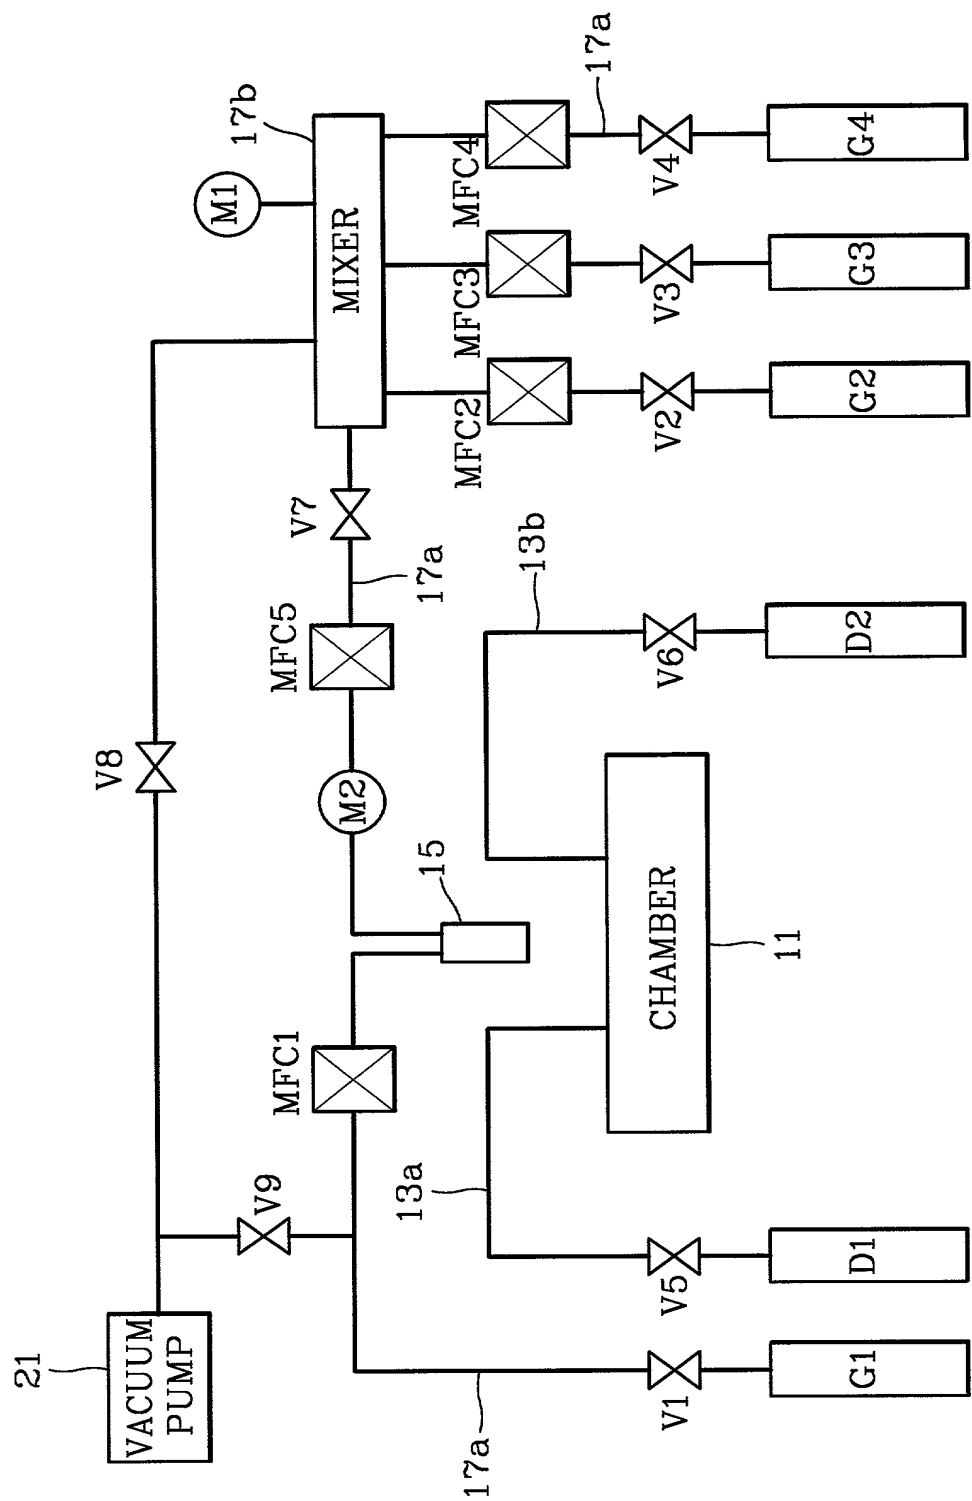 21
VACUUM
PUMP
V8
M1
17b
V9
MFC1
M2
MFC5
V7
MIXER
15
17a
17a
13a
13b
MFC2
MFC3
MFC4
17a
CHAMBER
11
V1
V5
V6
V2
V3
V4
G1
D1
D2
G2
G3
G4